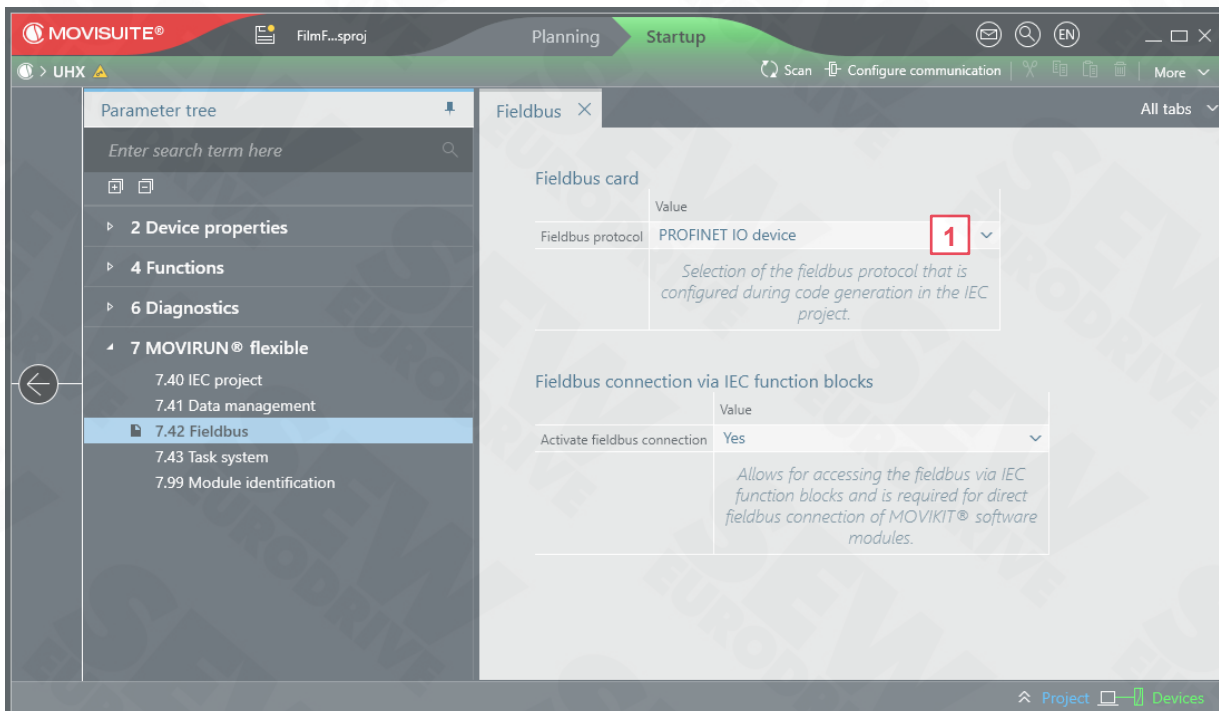 MOVISUITE®
FilmF...sproj
Planning
Startup
EN
> UHX
Scan
Configure communication
More
Parameter tree
Fieldbus
All tabs
Enter search term here
2 Device properties
4 Functions
6 Diagnostics
7 MOVIRUN® flexible
7.40 IEC project
7.41 Data management
7.42 Fieldbus
7.43 Task system
7.99 Module identification
Fieldbus card
Value
Fieldbus protocol
PROFINET IO device
1
Selection of the fieldbus protocol that is
configured during code generation in the IEC
project.
Fieldbus connection via IEC function blocks
Value
Activate fieldbus connection
Yes
Allows for accessing the fieldbus via IEC
function blocks and is required for direct
fieldbus connection of MOVIKIT® software
modules.
Project
Devices
SEW
EURODRIVE